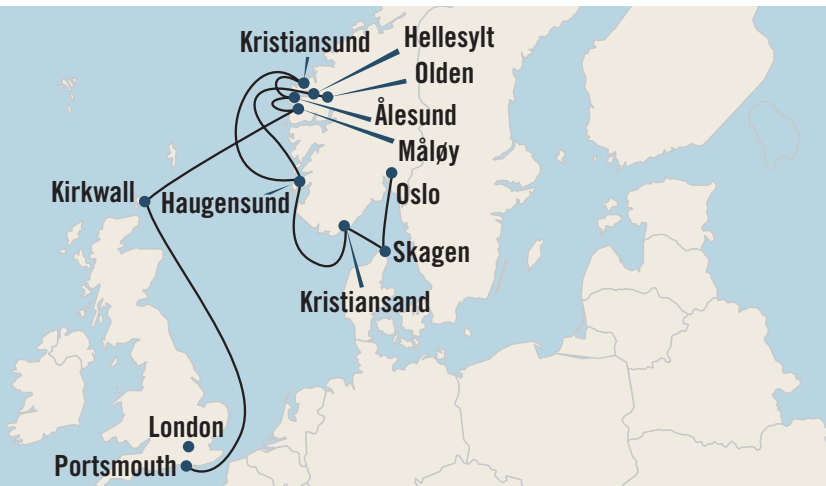 Kristiansund
Hellesylt
Olden
Ålesund
Måløy
Kirkwall
Haugensund
Oslo
Skagen
Kristiansand
London
Portsmouth